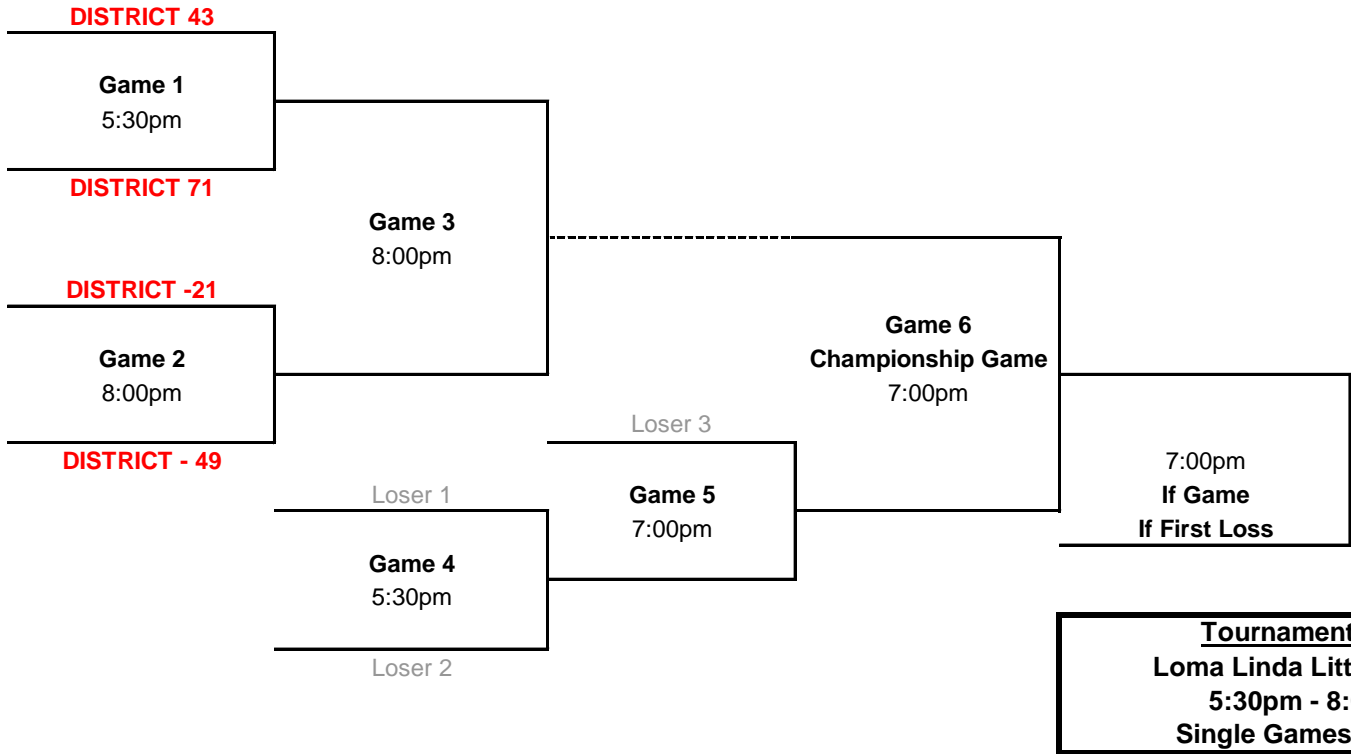 DISTRICT 43
Game 1
5:30pm
DISTRICT 71
Game 3
8:00pm
DISTRICT -21
Game 2
8:00pm
DISTRICT - 49
Game 6
Championship Game
7:00pm
Loser 3
Game 5
7:00pm
7:00pm
If Game
If First Loss
Loser 1
Game 4
5:30pm
Loser 2
Tournament
Loma Linda Litt
5:30pm - 8:
Single Games